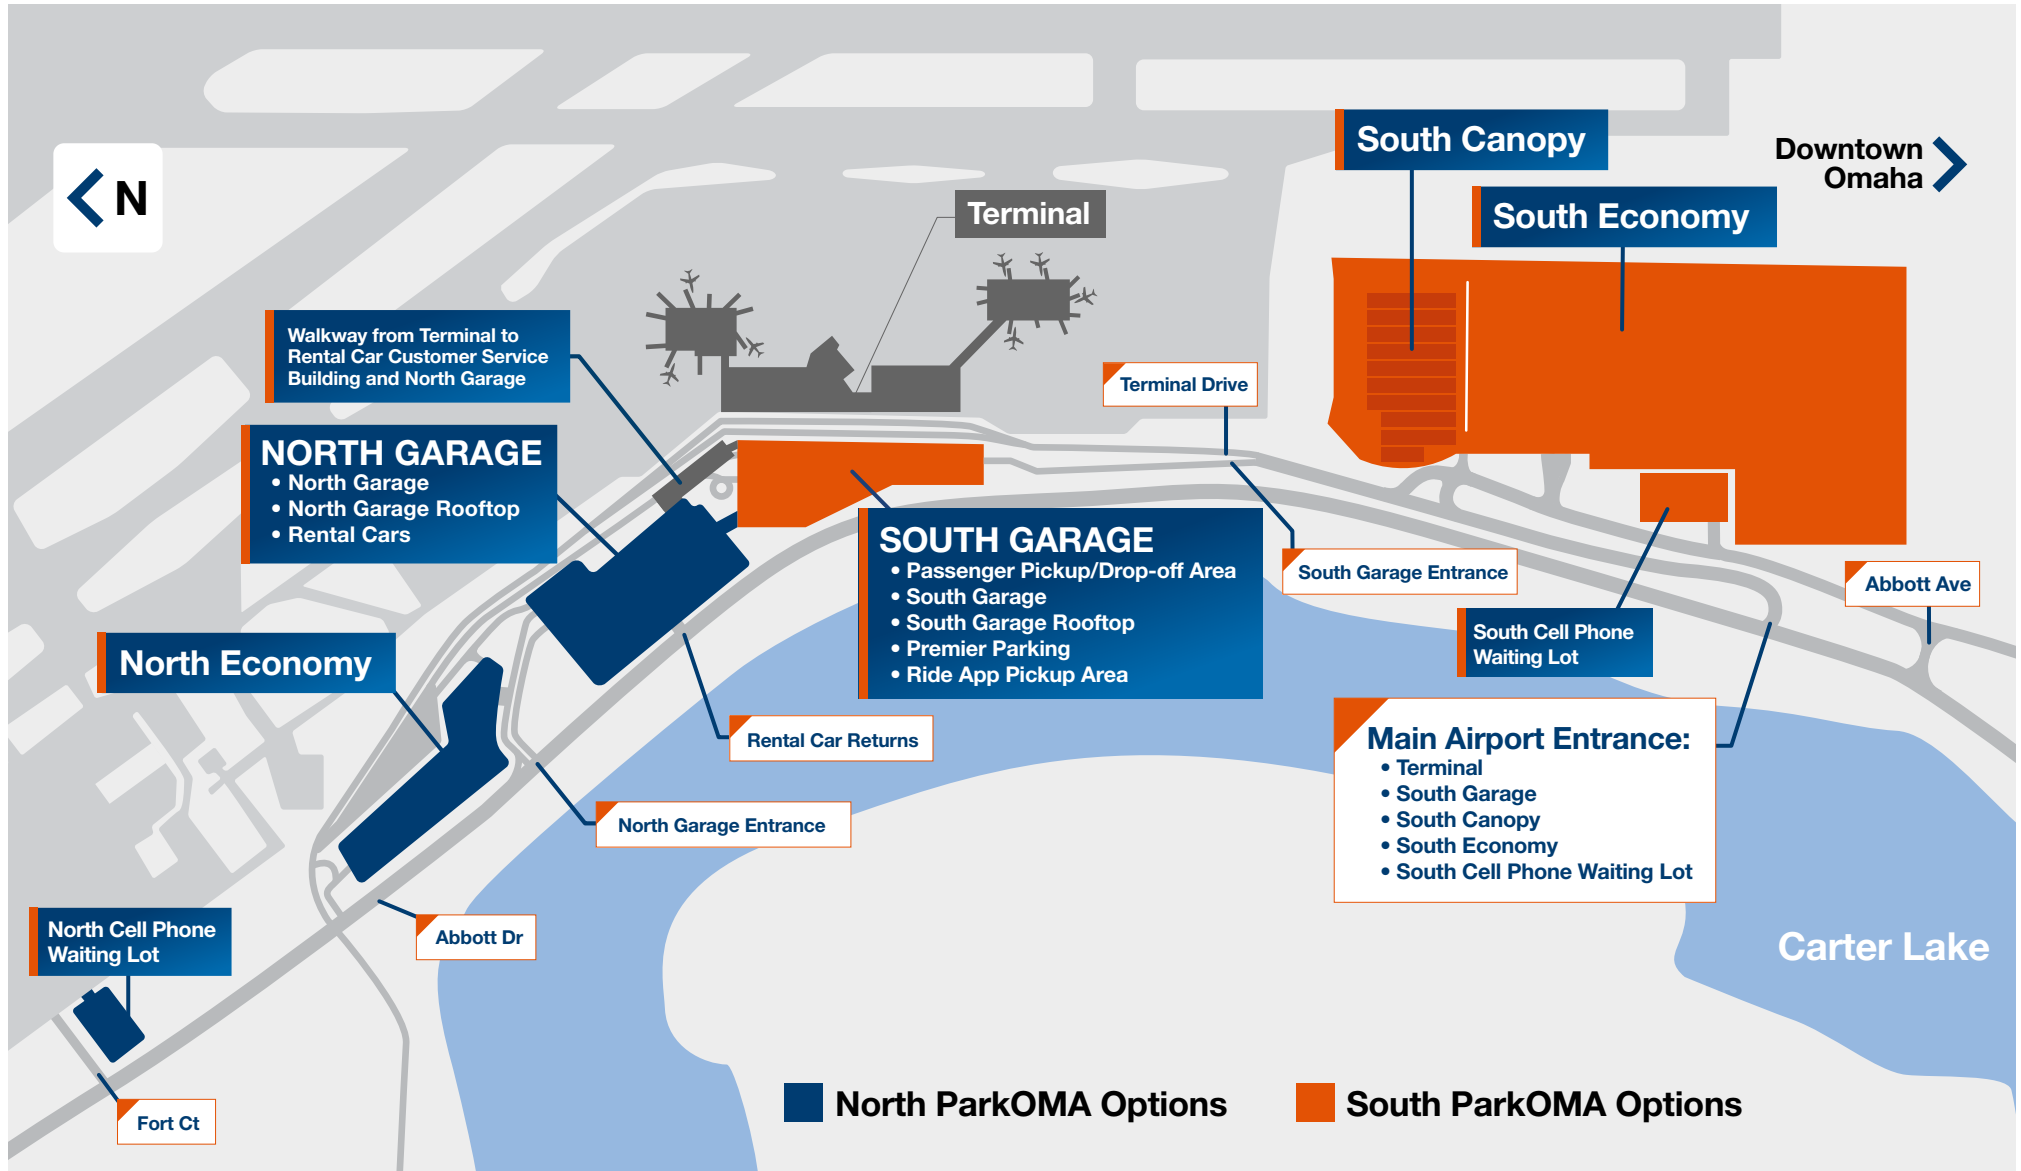 South Canopy
Downtown
Omaha
N
South Economy
Terminal
Walkway from Terminal to
Rental Car Customer Service
Building and North Garage
Terminal Drive
NORTH GARAGE
• North Garage
• North Garage Rooftop
• Rental Cars
SOUTH GARAGE
• Passenger Pickup/Drop-off Area
• South Garage
• South Garage Rooftop
• Premier Parking
• Ride App Pickup Area
South Garage Entrance
Abbott Ave
South Cell Phone
Waiting Lot
North Economy
Rental Car Returns
Main Airport Entrance:
• Terminal
• South Garage
• South Canopy
• South Economy
• South Cell Phone Waiting Lot
North Garage Entrance
North Cell Phone
Waiting Lot
Abbott Dr
Carter Lake
Fort Ct
North ParkOMA Options
South ParkOMA Options